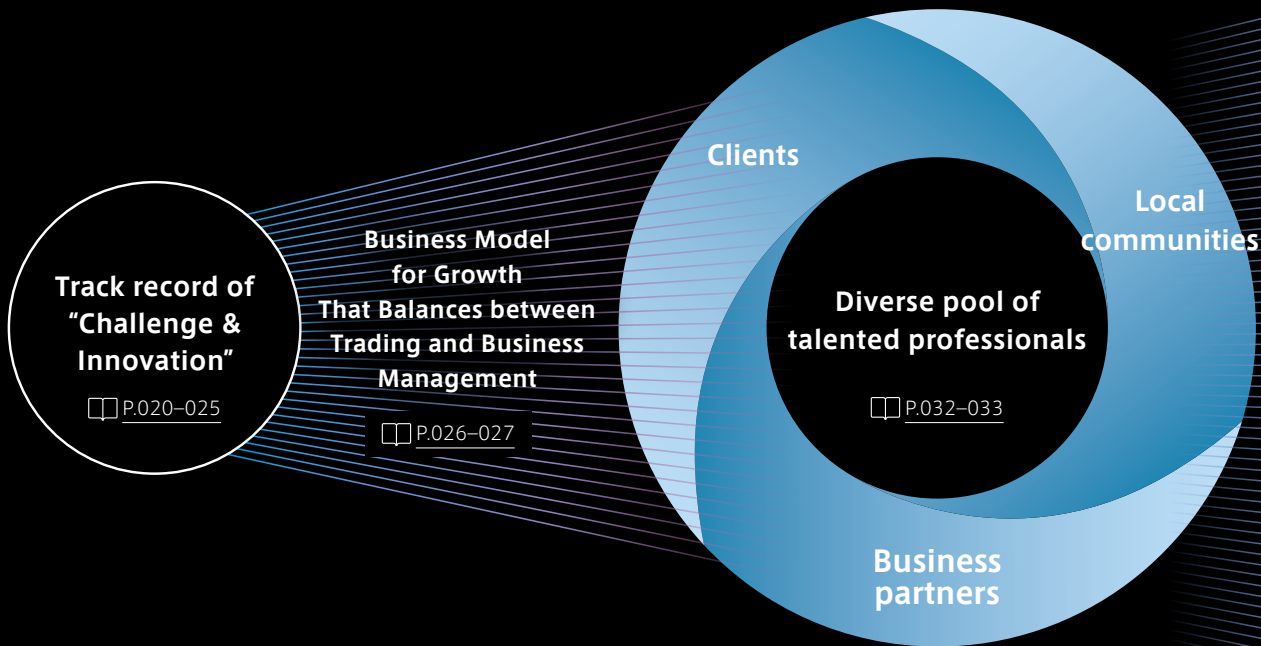 Track record of
“Challenge &
Innovation”
P.020–025
Business Model
for Growth
That Balances between
Trading and Business
Management
P.026–027
Clients
Local
communities
Diverse pool of
talented professionals
P.032–033
Business
partners